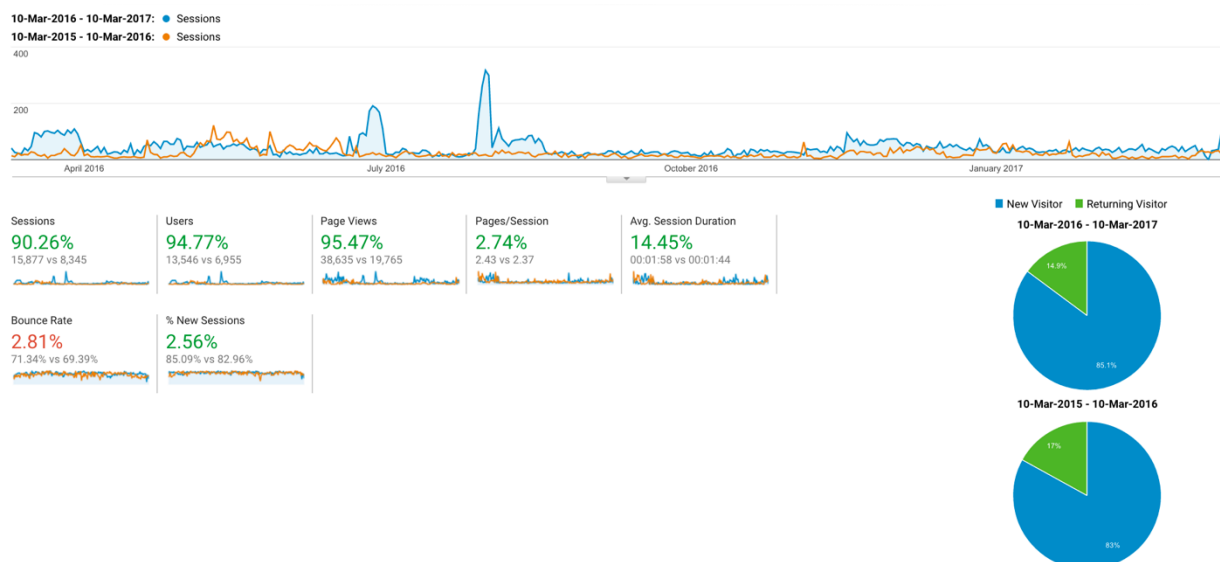 10-Mar-2016 - 10-Mar-2017: Sessions
10-Mar-2015 - 10-Mar-2016: Sessions
400
200
April 2016
July 2016
October 2016
January 2017
Sessions
90.26%
15,877 vs 8,345
Users
94.77%
13,546 vs 6,955
Page Views
95.47%
38,635 vs 19,765
Pages/Session
2.74%
2.43 vs 2.37
Avg. Session Duration
14.45%
00:01:58 vs 00:01:44
Bounce Rate
2.81%
71.34% vs 69.39%
% New Sessions
2.56%
85.09% vs 82.96%
New Visitor
Returning Visitor
10-Mar-2016 - 10-Mar-2017
14.9%
85.1%
10-Mar-2015 - 10-Mar-2016
17%
83%